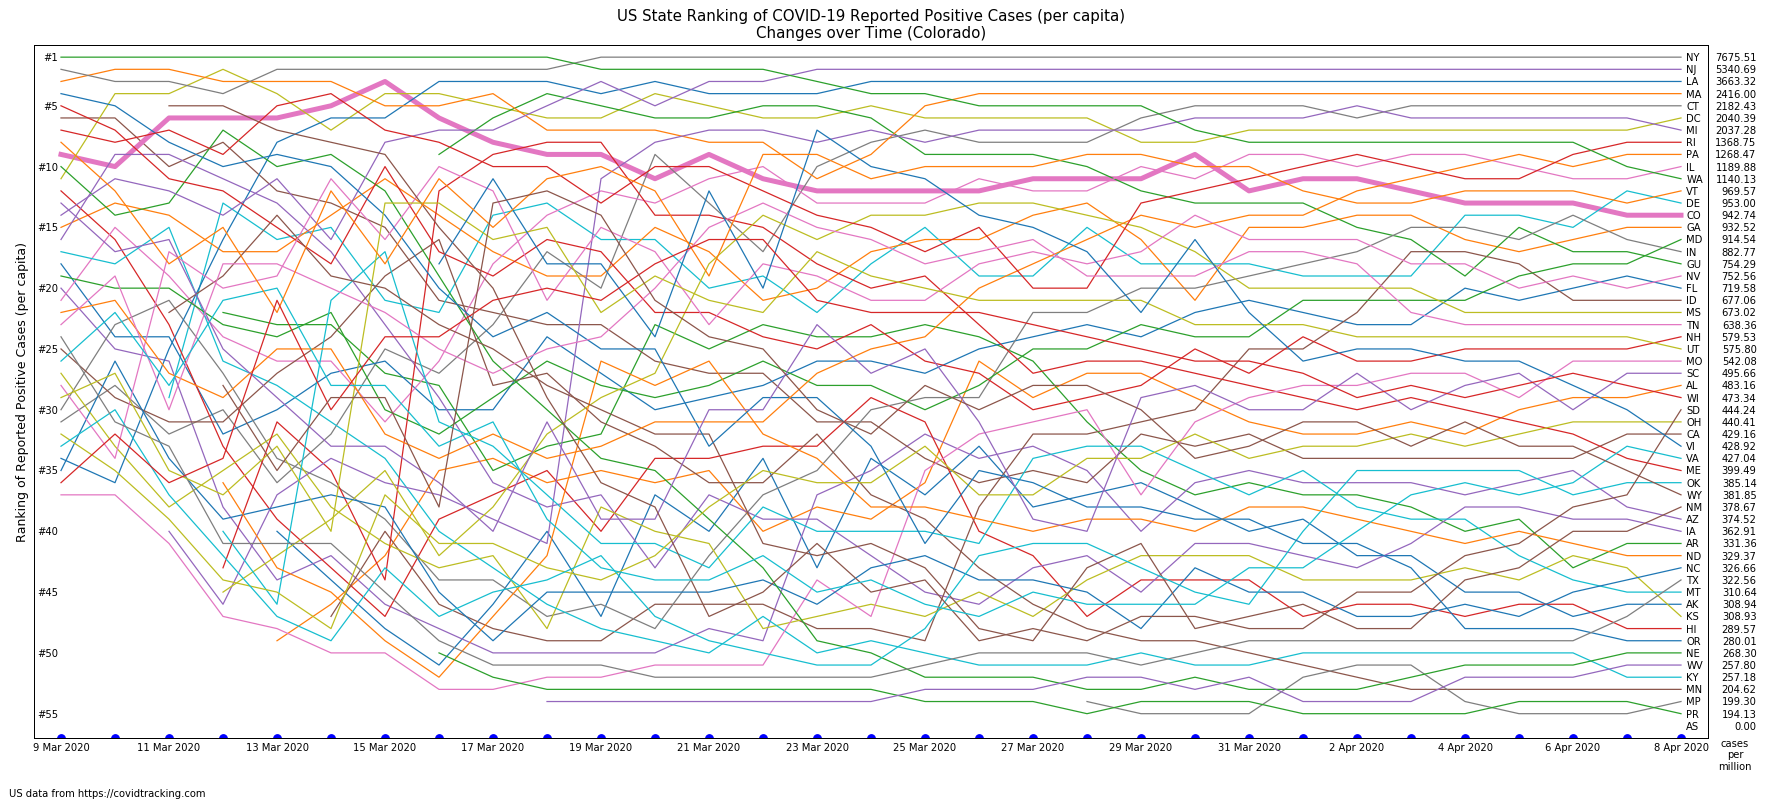 US State Ranking of COVID-19 Reported Positive Cases (per capita)
Changes over Time (Colorado)
Ranking of Reported Positive Cases (per capita)
#1
#5
#10
#15
#20
#25
#30
#35
#40
#45
#50
#55
NY 7675.51
NJ 5340.69
LA 3663.32
MA 2416.00
CT 2182.43
DC 2040.39
MI 2037.28
RI 1368.75
PA 1268.47
IL 1189.88
WA 1140.13
VT 969.57
DE 953.00
CO 942.74
GA 932.52
MD 914.54
IN 882.77
GU 754.29
NV 752.56
FL 719.58
ID 677.06
MS 673.02
TN 638.36
NH 579.53
UT 575.80
MO 542.08
SC 495.66
AL 483.16
WI 473.34
SD 444.24
OH 440.41
CA 429.16
VI 428.92
VA 427.04
ME 399.49
OK 385.14
WY 381.85
NM 378.67
AZ 374.52
IA 362.91
AR 331.36
ND 329.37
NC 326.66
TX 322.56
MT 310.64
AK 308.94
KS 308.93
HI 289.57
OR 280.01
NE 268.30
WV 257.80
KY 257.18
MN 204.62
MP 199.30
PR 194.13
AS 0.00
9 Mar 2020 11 Mar 2020 13 Mar 2020 15 Mar 2020 17 Mar 2020 19 Mar 2020 21 Mar 2020 23 Mar 2020 25 Mar 2020 27 Mar 2020 29 Mar 2020 31 Mar 2020 2 Apr 2020 4 Apr 2020 6 Apr 2020 8 Apr 2020
cases
per
million
US data from https://covidtracking.com